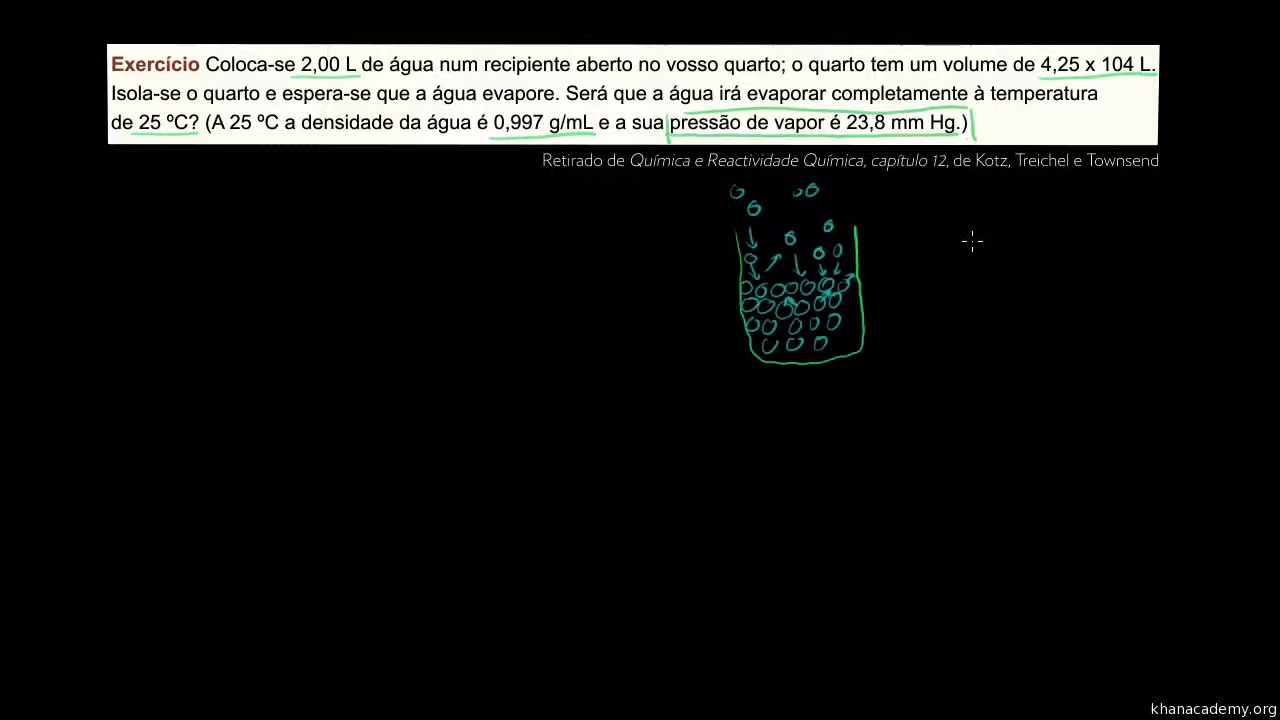 Exercício Coloca-se 2,00 L de água num recipiente aberto no vosso quarto; o quarto tem um volume de 4,25 x 104 L.
Isola-se o quarto e espera-se que a água evapore. Será que a água irá evaporar completamente à temperatura
de 25 ºC? (A 25 ºC a densidade da água é 0,997 g/mL e a sua pressão de vapor é 23,8 mm Hg.)
Retirado de Química e Reactividade Química, capítulo 12, de Kotz, Treichel e Townsend
khanacademy.org